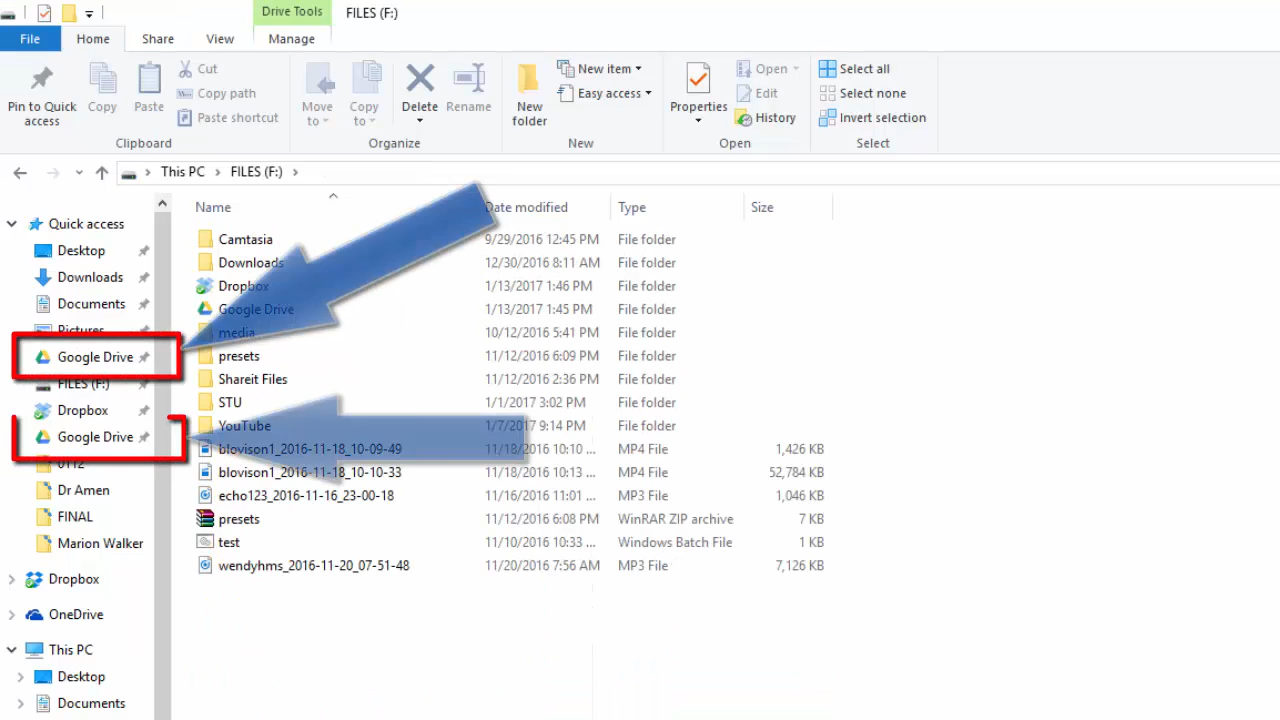 Drive Tools
FILES (F:)
File
Home
Share
View
Manage
Pin to Quick access
Copy
Paste
Cut
Copy path
Paste shortcut
Clipboard
Move to
Copy to
Delete
Rename
Organize
New folder
New item
Easy access
New
Properties
Open
Edit
History
Open
Select all
Select none
Invert selection
Select
This PC > FILES (F:) >
Name
Date modified
Type
Size
Quick access
Desktop
Downloads
Documents
Pictures
Google Drive
FILES (F:)
Dropbox
Google Drive
0112
Dr Amen
FINAL
Marion Walker
Dropbox
OneDrive
This PC
Desktop
Documents
Camtasia 9/29/2016 12:45 PM File folder
Downloads 12/30/2016 8:11 AM File folder
Dropbox 1/13/2017 1:46 PM File folder
Google Drive 1/13/2017 1:45 PM File folder
media 10/12/2016 5:41 PM File folder
presets 11/12/2016 6:09 PM File folder
Shareit Files 11/12/2016 2:36 PM File folder
STU 1/1/2017 3:02 PM File folder
YouTube 1/7/2017 9:14 PM File folder
blovison1_2016-11-18_10-09-49 11/18/2016 10:10 ... MP4 File 1,426 KB
blovison1_2016-11-18_10-10-33 11/18/2016 10:13 ... MP4 File 52,784 KB
echo123_2016-11-16_23-00-18 11/16/2016 11:01 ... MP3 File 1,046 KB
presets 11/12/2016 6:08 PM WinRAR ZIP archive 7 KB
test 11/10/2016 10:33 ... Windows Batch File 1 KB
wendyhms_2016-11-20_07-51-48 11/20/2016 7:56 AM MP3 File 7,126 KB